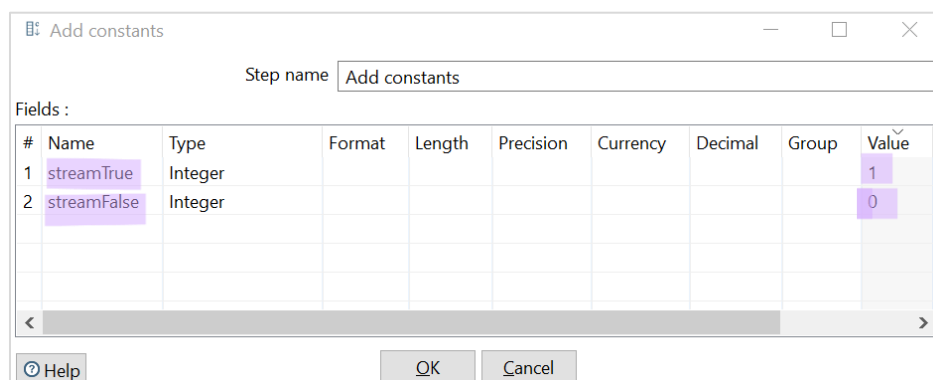 Add constants
Step name Add constants
Fields :
# Name Type Format Length Precision Currency Decimal Group Value
1 streamTrue Integer 1
2 streamFalse Integer 0
Help OK Cancel